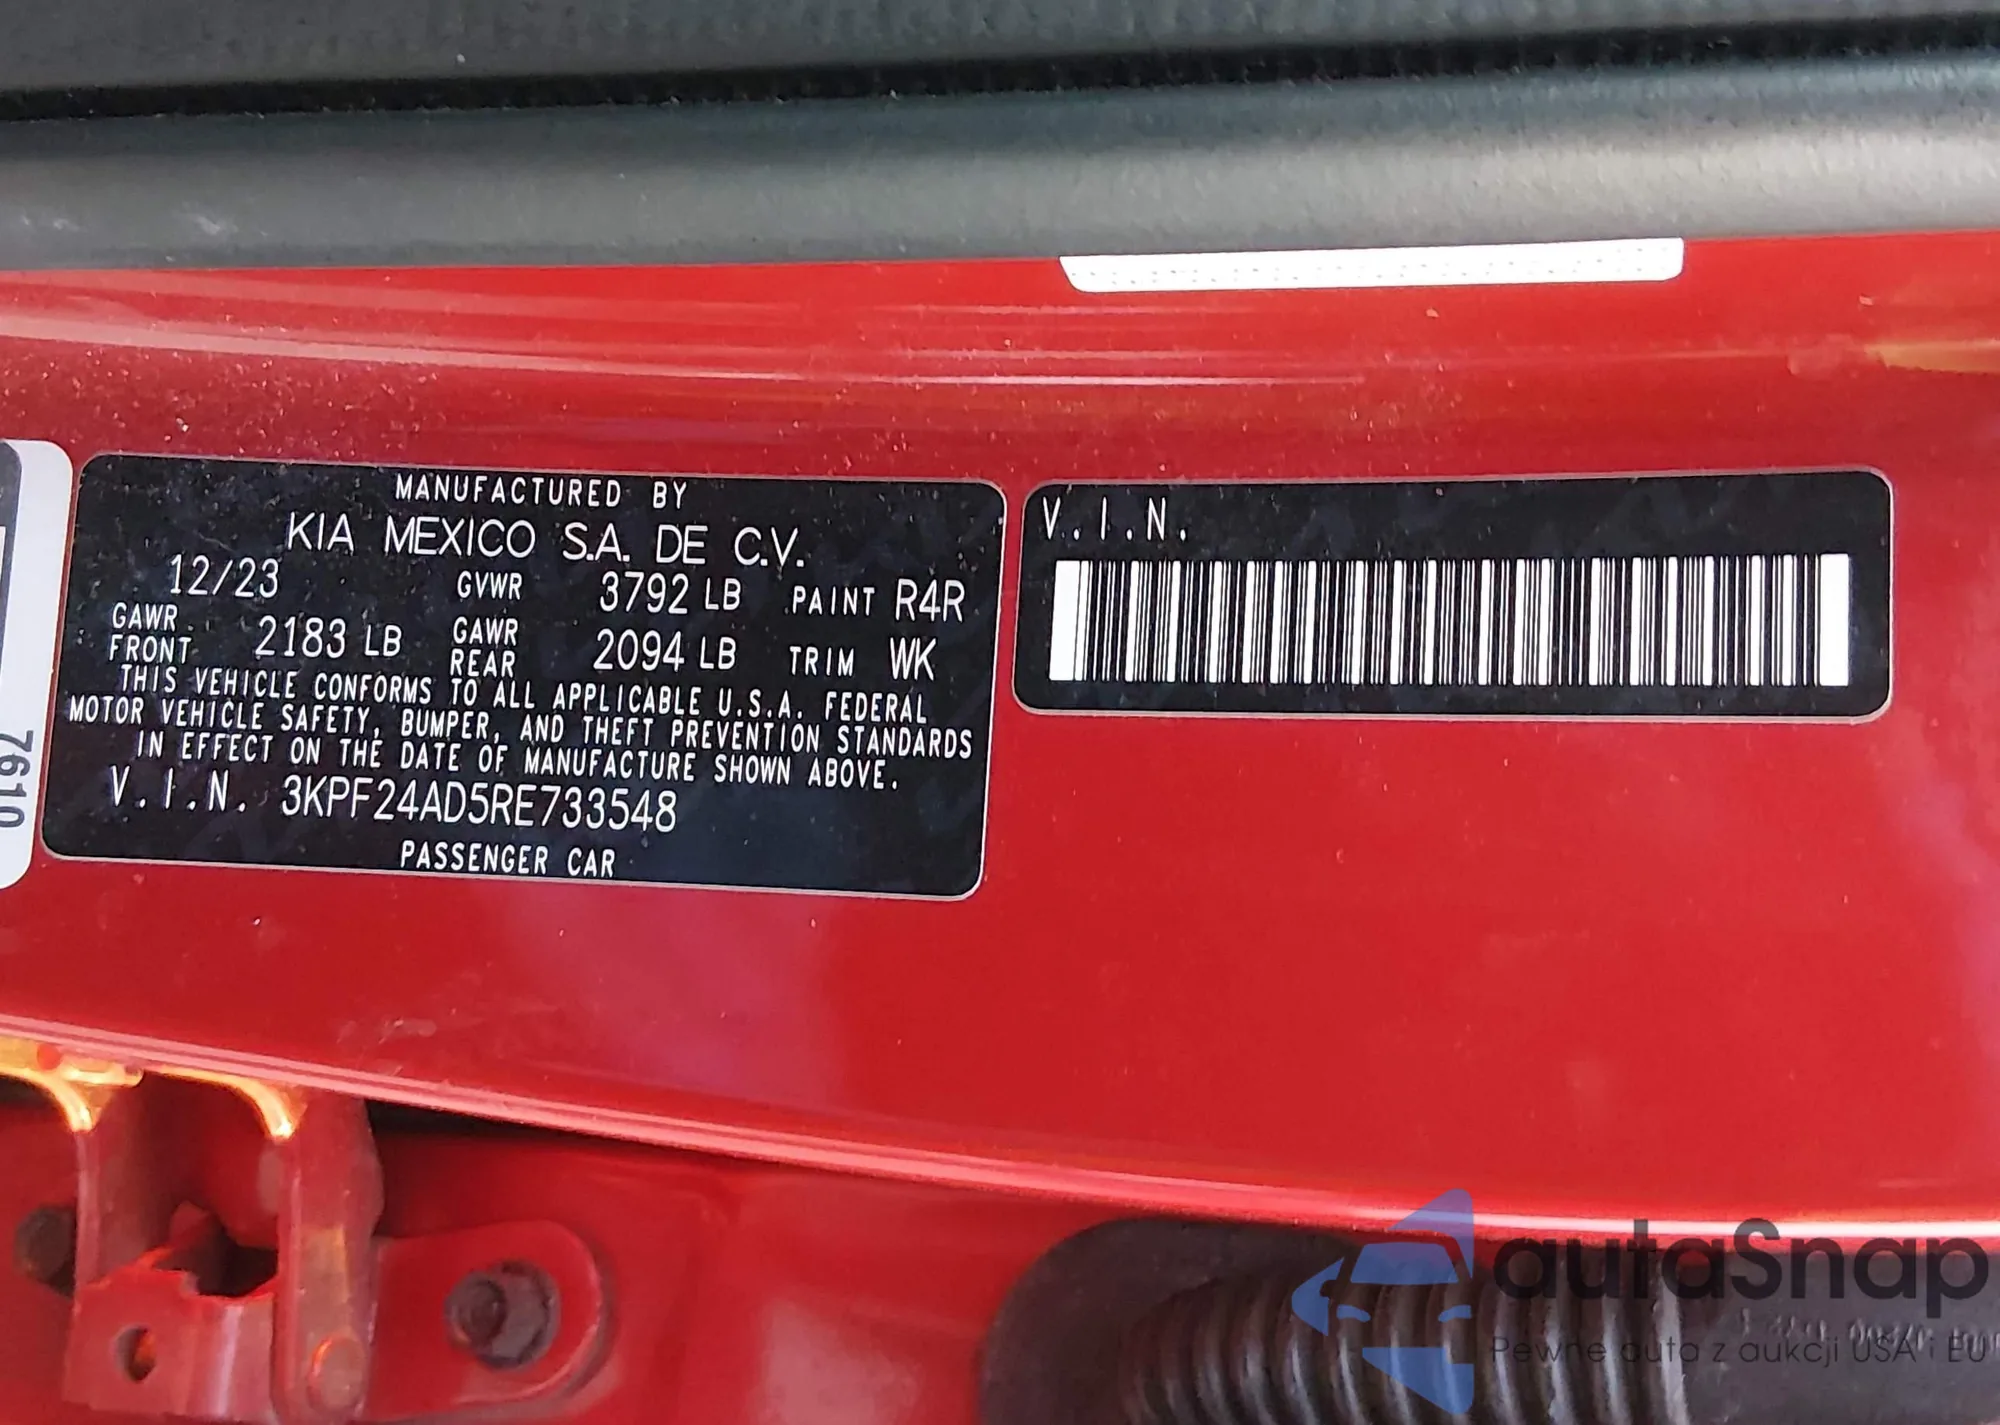 MANUFACTURED BY
KIA MEXICO S.A. DE C.V.
12/23 GVWR 3792 LB PAINT R4R
GAWR FRONT 2183 LB GAWR REAR 2094 LB TRIM WK
THIS VEHICLE CONFORMS TO ALL APPLICABLE U.S.A. FEDERAL
MOTOR VEHICLE SAFETY, BUMPER, AND THEFT PREVENTION STANDARDS
IN EFFECT ON THE DATE OF MANUFACTURE SHOWN ABOVE.
V.I.N. 3KPF24AD5RE733548
PASSENGER CAR
V.I.N.
7610
autaSnap
Pewne auta z aukcji USA i EU